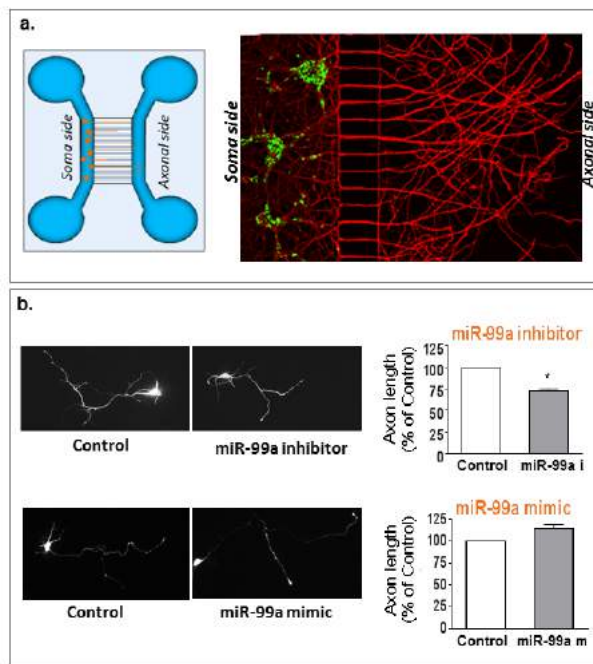 a.
Soma side
Axonal side
Soma side
Axonal side
b.
Control
miR-99a inhibitor
miR-99a inhibitor
Axon length
(% of Control)
125
100
75
50
25
0
*
Control
miR-99a i
Control
miR-99a mimic
miR-99a mimic
Axon length
(% of Control)
125
100
75
50
25
0
Control
miR-99a m